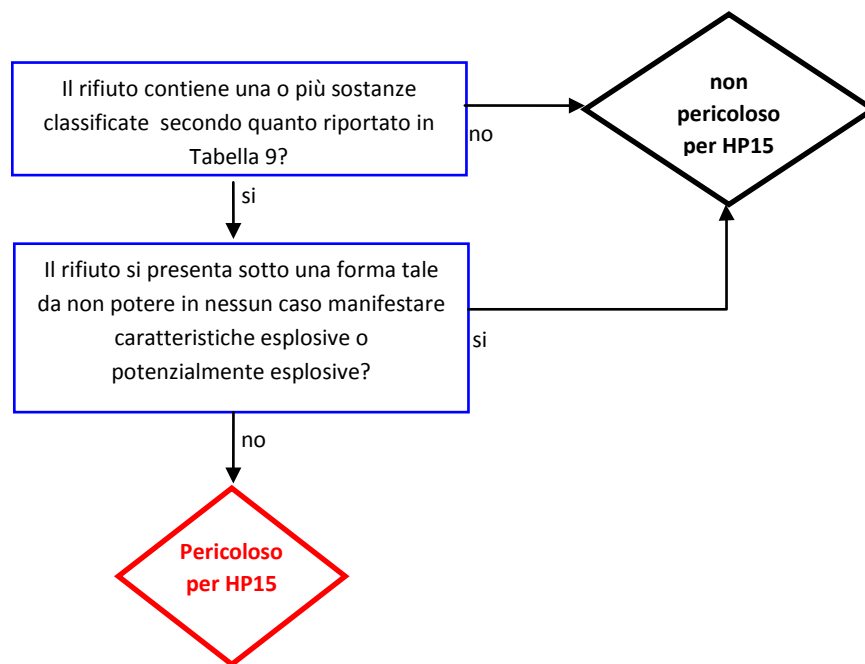 Il rifiuto contiene una o più sostanze
classificate secondo quanto riportato in
Tabella 9?
no
non
pericoloso
per HP15
si
Il rifiuto si presenta sotto una forma tale
da non potere in nessun caso manifestare
caratteristiche esplosive o
potenzialmente esplosive?
si
no
Pericoloso
per HP15